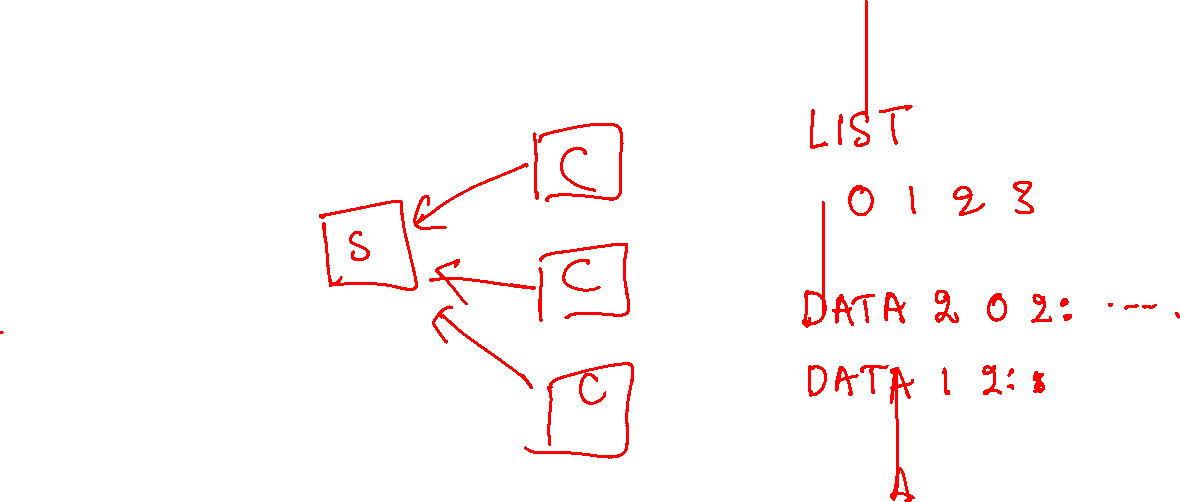 C
S
C
C
LIST
0 1 2 3
DATA 2 0 2: ---.
DATA 1 2:
A